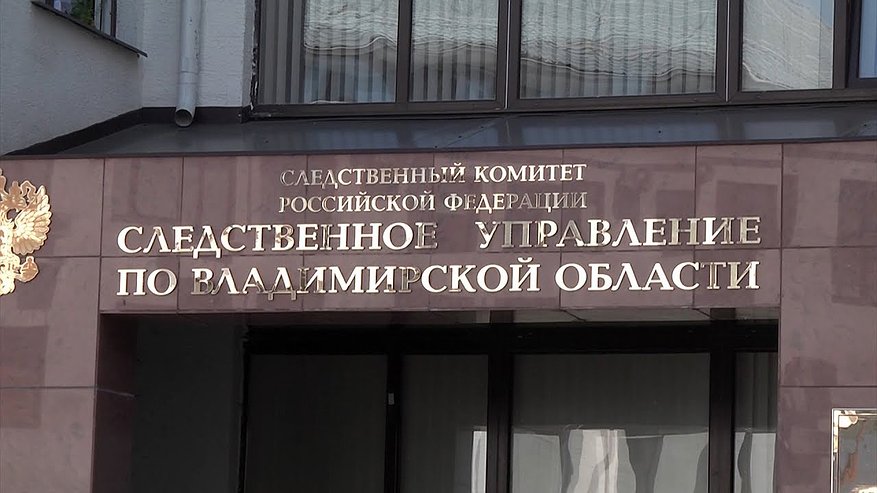 СЛЕДСТВЕННЫЙ КОМИТЕТ
РОССИЙСКОЙ ФЕДЕРАЦИИ
СЛЕДСТВЕННОЕ УПРАВЛЕНИЕ
ПО ВЛАДИМИРСКОЙ ОБЛАСТИ